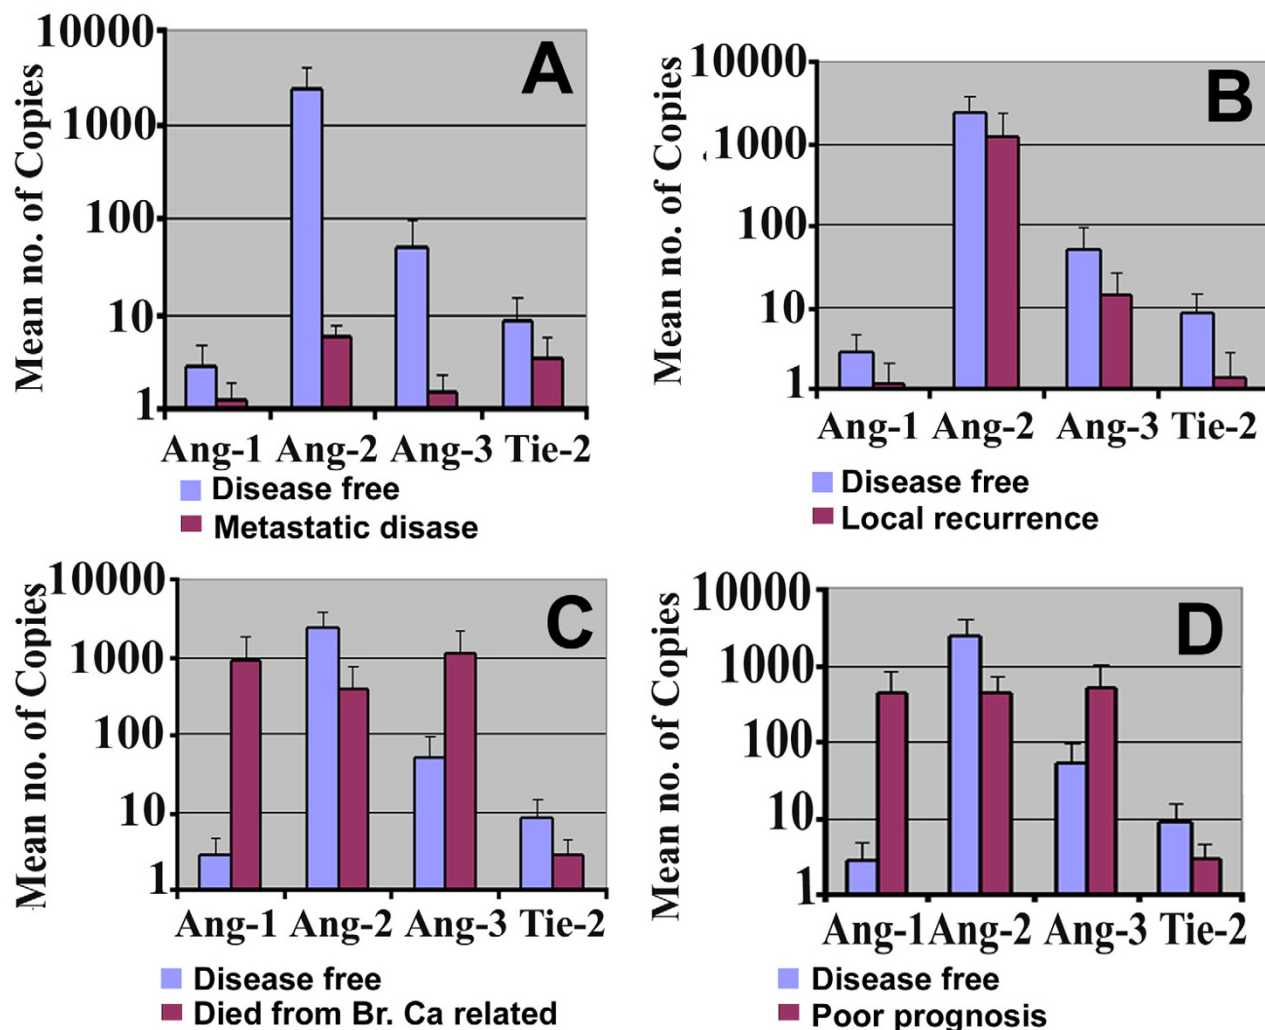 A
Mean no. of Copies
10000
1000
100
10
1
Ang-1 Ang-2 Ang-3 Tie-2
Disease free
Metastatic disase
B
Mean no. of Copies
10000
1000
100
10
1
Ang-1 Ang-2 Ang-3 Tie-2
Disease free
Local recurrence
C
Mean no. of Copies
10000
1000
100
10
1
Ang-1 Ang-2 Ang-3 Tie-2
Disease free
Died from Br. Ca related
D
Mean no. of Copies
10000
1000
100
10
1
Ang-1 Ang-2 Ang-3 Tie-2
Disease free
Poor prognosis